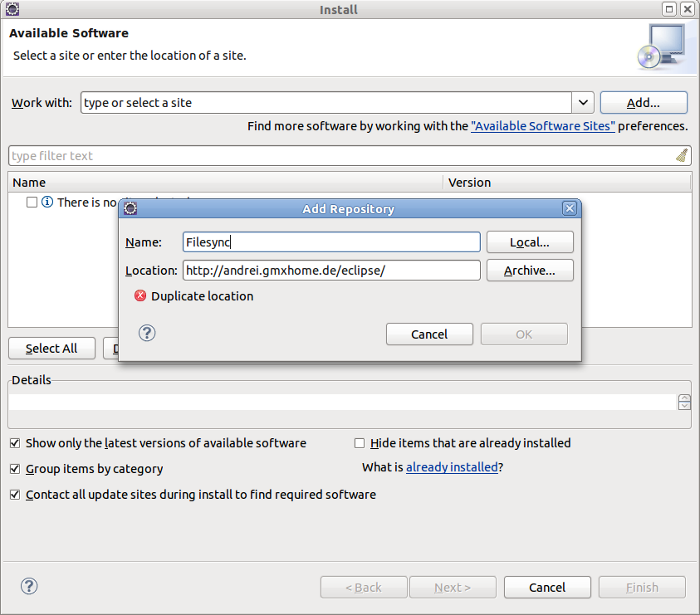 Install
Available Software
Select a site or enter the location of a site.
Work with: type or select a site Add...
Find more software by working with the "Available Software Sites" preferences.
type filter text
Name Version
There is no
Add Repository
Name: Filesync Local...
Location: http://andrei.gmxhome.de/eclipse/ Archive...
Duplicate location
Cancel OK
Select All
Details
Show only the latest versions of available software Hide items that are already installed
Group items by category What is already installed?
Contact all update sites during install to find required software
< Back Next > Cancel Finish